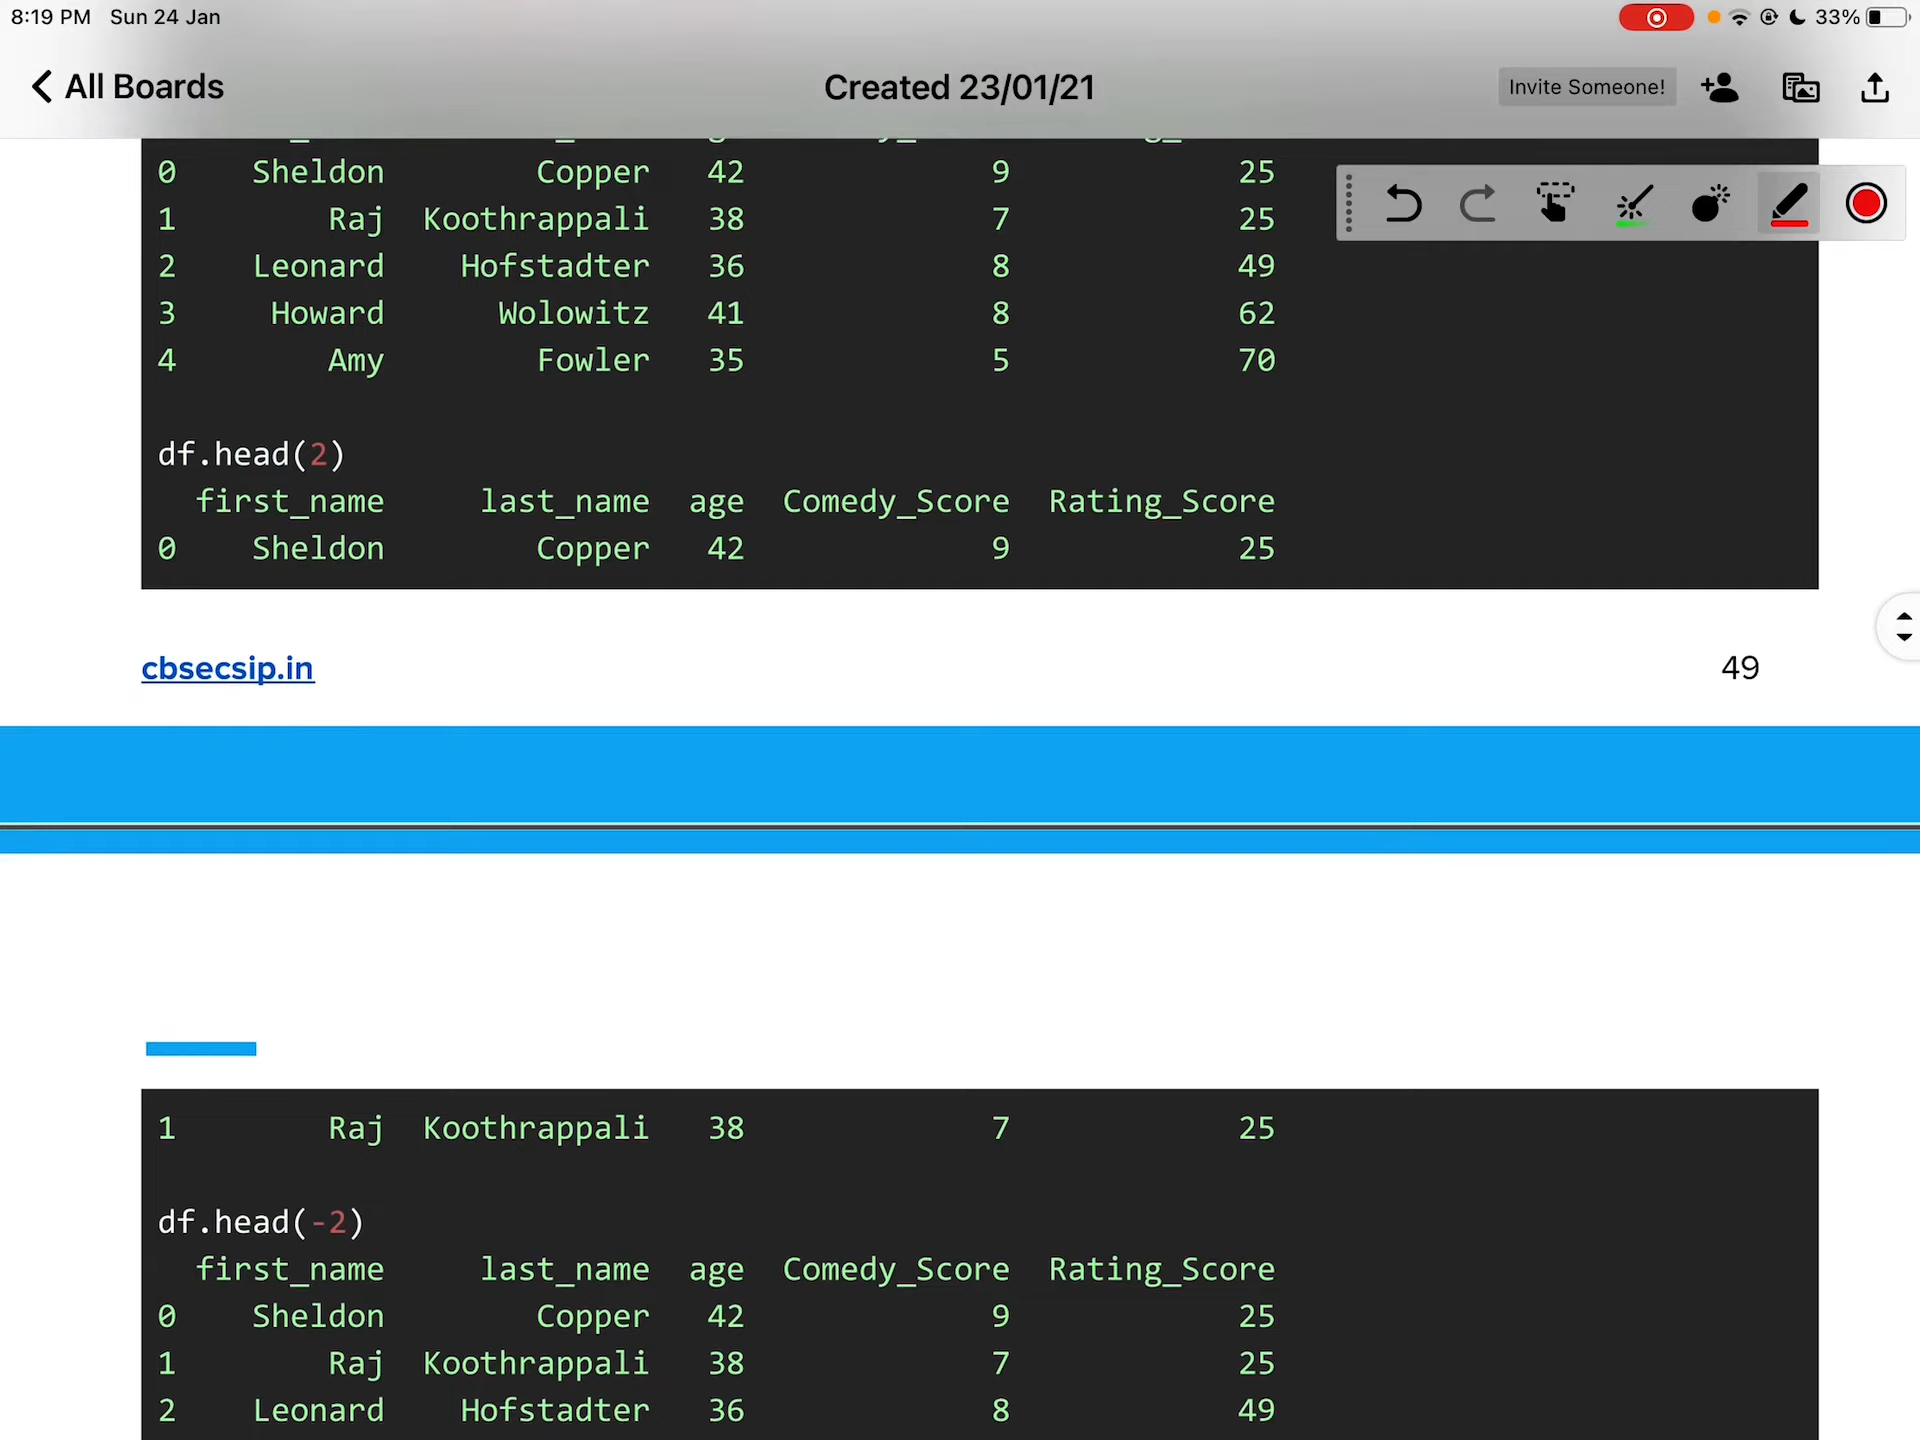 8:19 PM Sun 24 Jan
33%
All Boards
Created 23/01/21
Invite Someone!
0 Sheldon Copper 42 9 25
1 Raj Koothrappali 38 7 25
2 Leonard Hofstadter 36 8 49
3 Howard Wolowitz 41 8 62
4 Amy Fowler 35 5 70
df.head(2)
first_name last_name age Comedy_Score Rating_Score
0 Sheldon Copper 42 9 25
cbsecsip.in
49
1 Raj Koothrappali 38 7 25
df.head(-2)
first_name last_name age Comedy_Score Rating_Score
0 Sheldon Copper 42 9 25
1 Raj Koothrappali 38 7 25
2 Leonard Hofstadter 36 8 49